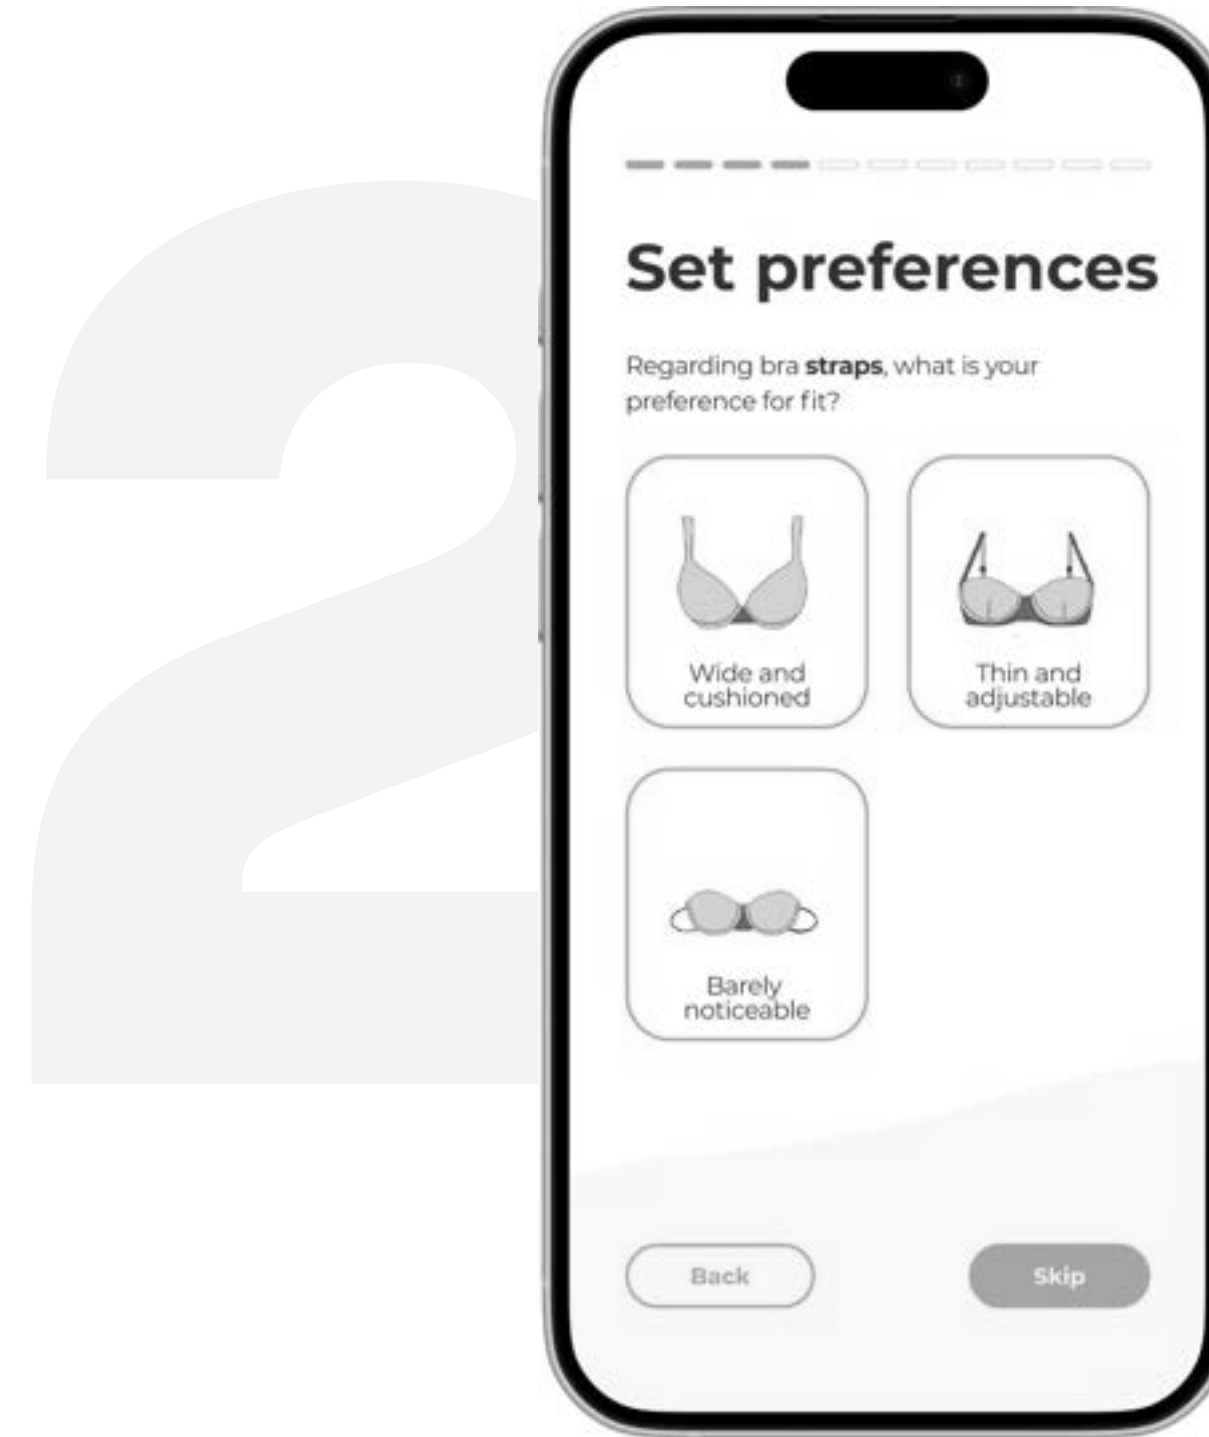 2
Set preferences
Regarding bra straps, what is your
preference for fit?
Wide and
cushioned
Thin and
adjustable
Barely
noticeable
Back
Skip